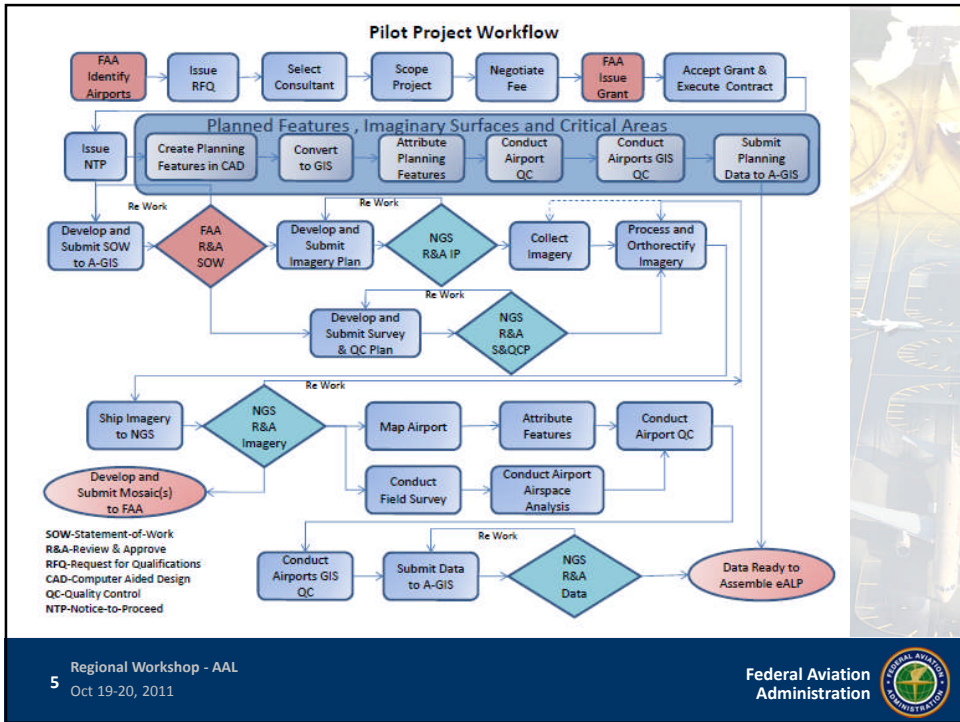 Pilot Project Workflow
FAA
Identify
Airports
Issue
RFQ
Select
Consultant
Scope
Project
Negotiate
Fee
FAA
Issue
Grant
Accept Grant &
Execute Contract
Planned Features , Imaginary Surfaces and Critical Areas
Issue
NTP
Create Planning
Features in CAD
Convert
to GIS
Attribute
Planning
Features
Conduct
Airport
QC
Conduct
Airports GIS
QC
Submit
Planning
Data to A-GIS
Re Work
Re Work
Develop and
Submit SOW
to A-GIS
FAA
R&A
SOW
Develop and
Submit
Imagery Plan
NGS
R&A IP
Collect
Imagery
Process and
Orthorectify
Imagery
Re Work
Develop and
Submit Survey
& QC Plan
NGS
R&A
S&QCP
Re Work
Ship Imagery
to NGS
NGS
R&A
Imagery
Map Airport
Attribute
Features
Conduct
Airport QC
Develop and
Submit Mosaic(s)
to FAA
Conduct
Field Survey
Conduct Airport
Airspace
Analysis
SOW-Statement-of-Work
R&A-Review & Approve
RFQ-Request for Qualifications
CAD-Computer Aided Design
QC-Quality Control
NTP-Notice-to-Proceed
Re Work
Conduct
Airports GIS
QC
Submit Data
to A-GIS
NGS
R&A
Data
Data Ready to
Assemble eALP
5
Regional Workshop - AAL
Oct 19-20, 2011
Federal Aviation
Administration
FEDERAL AVIATION
ADMINISTRATION